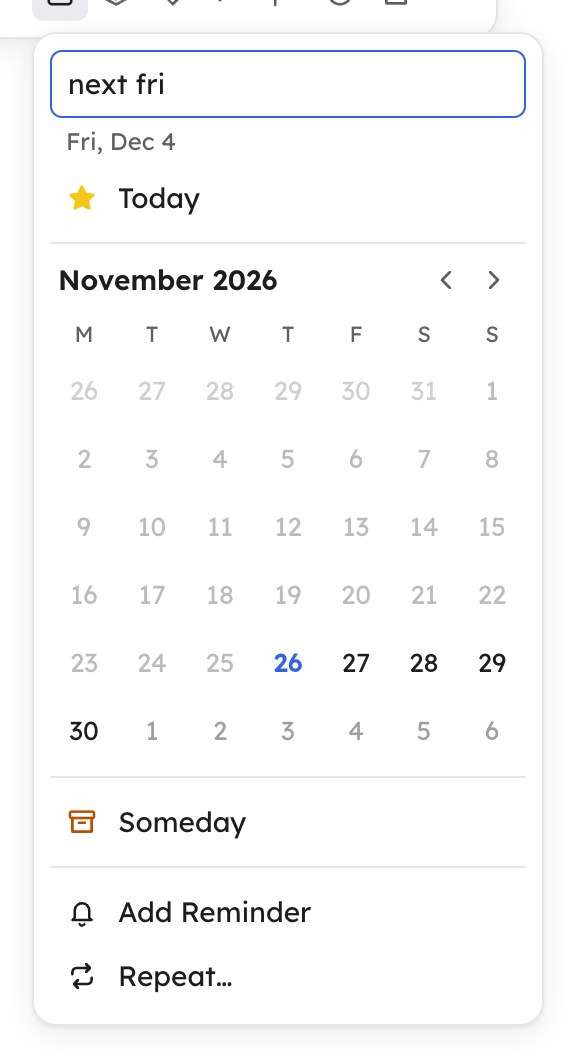 next fri
Fri, Dec 4
Today
November 2026
M T W T F S S
26 27 28 29 30 31 1
2 3 4 5 6 7 8
9 10 11 12 13 14 15
16 17 18 19 20 21 22
23 24 25 26 27 28 29
30 1 2 3 4 5 6
Someday
Add Reminder
Repeat...